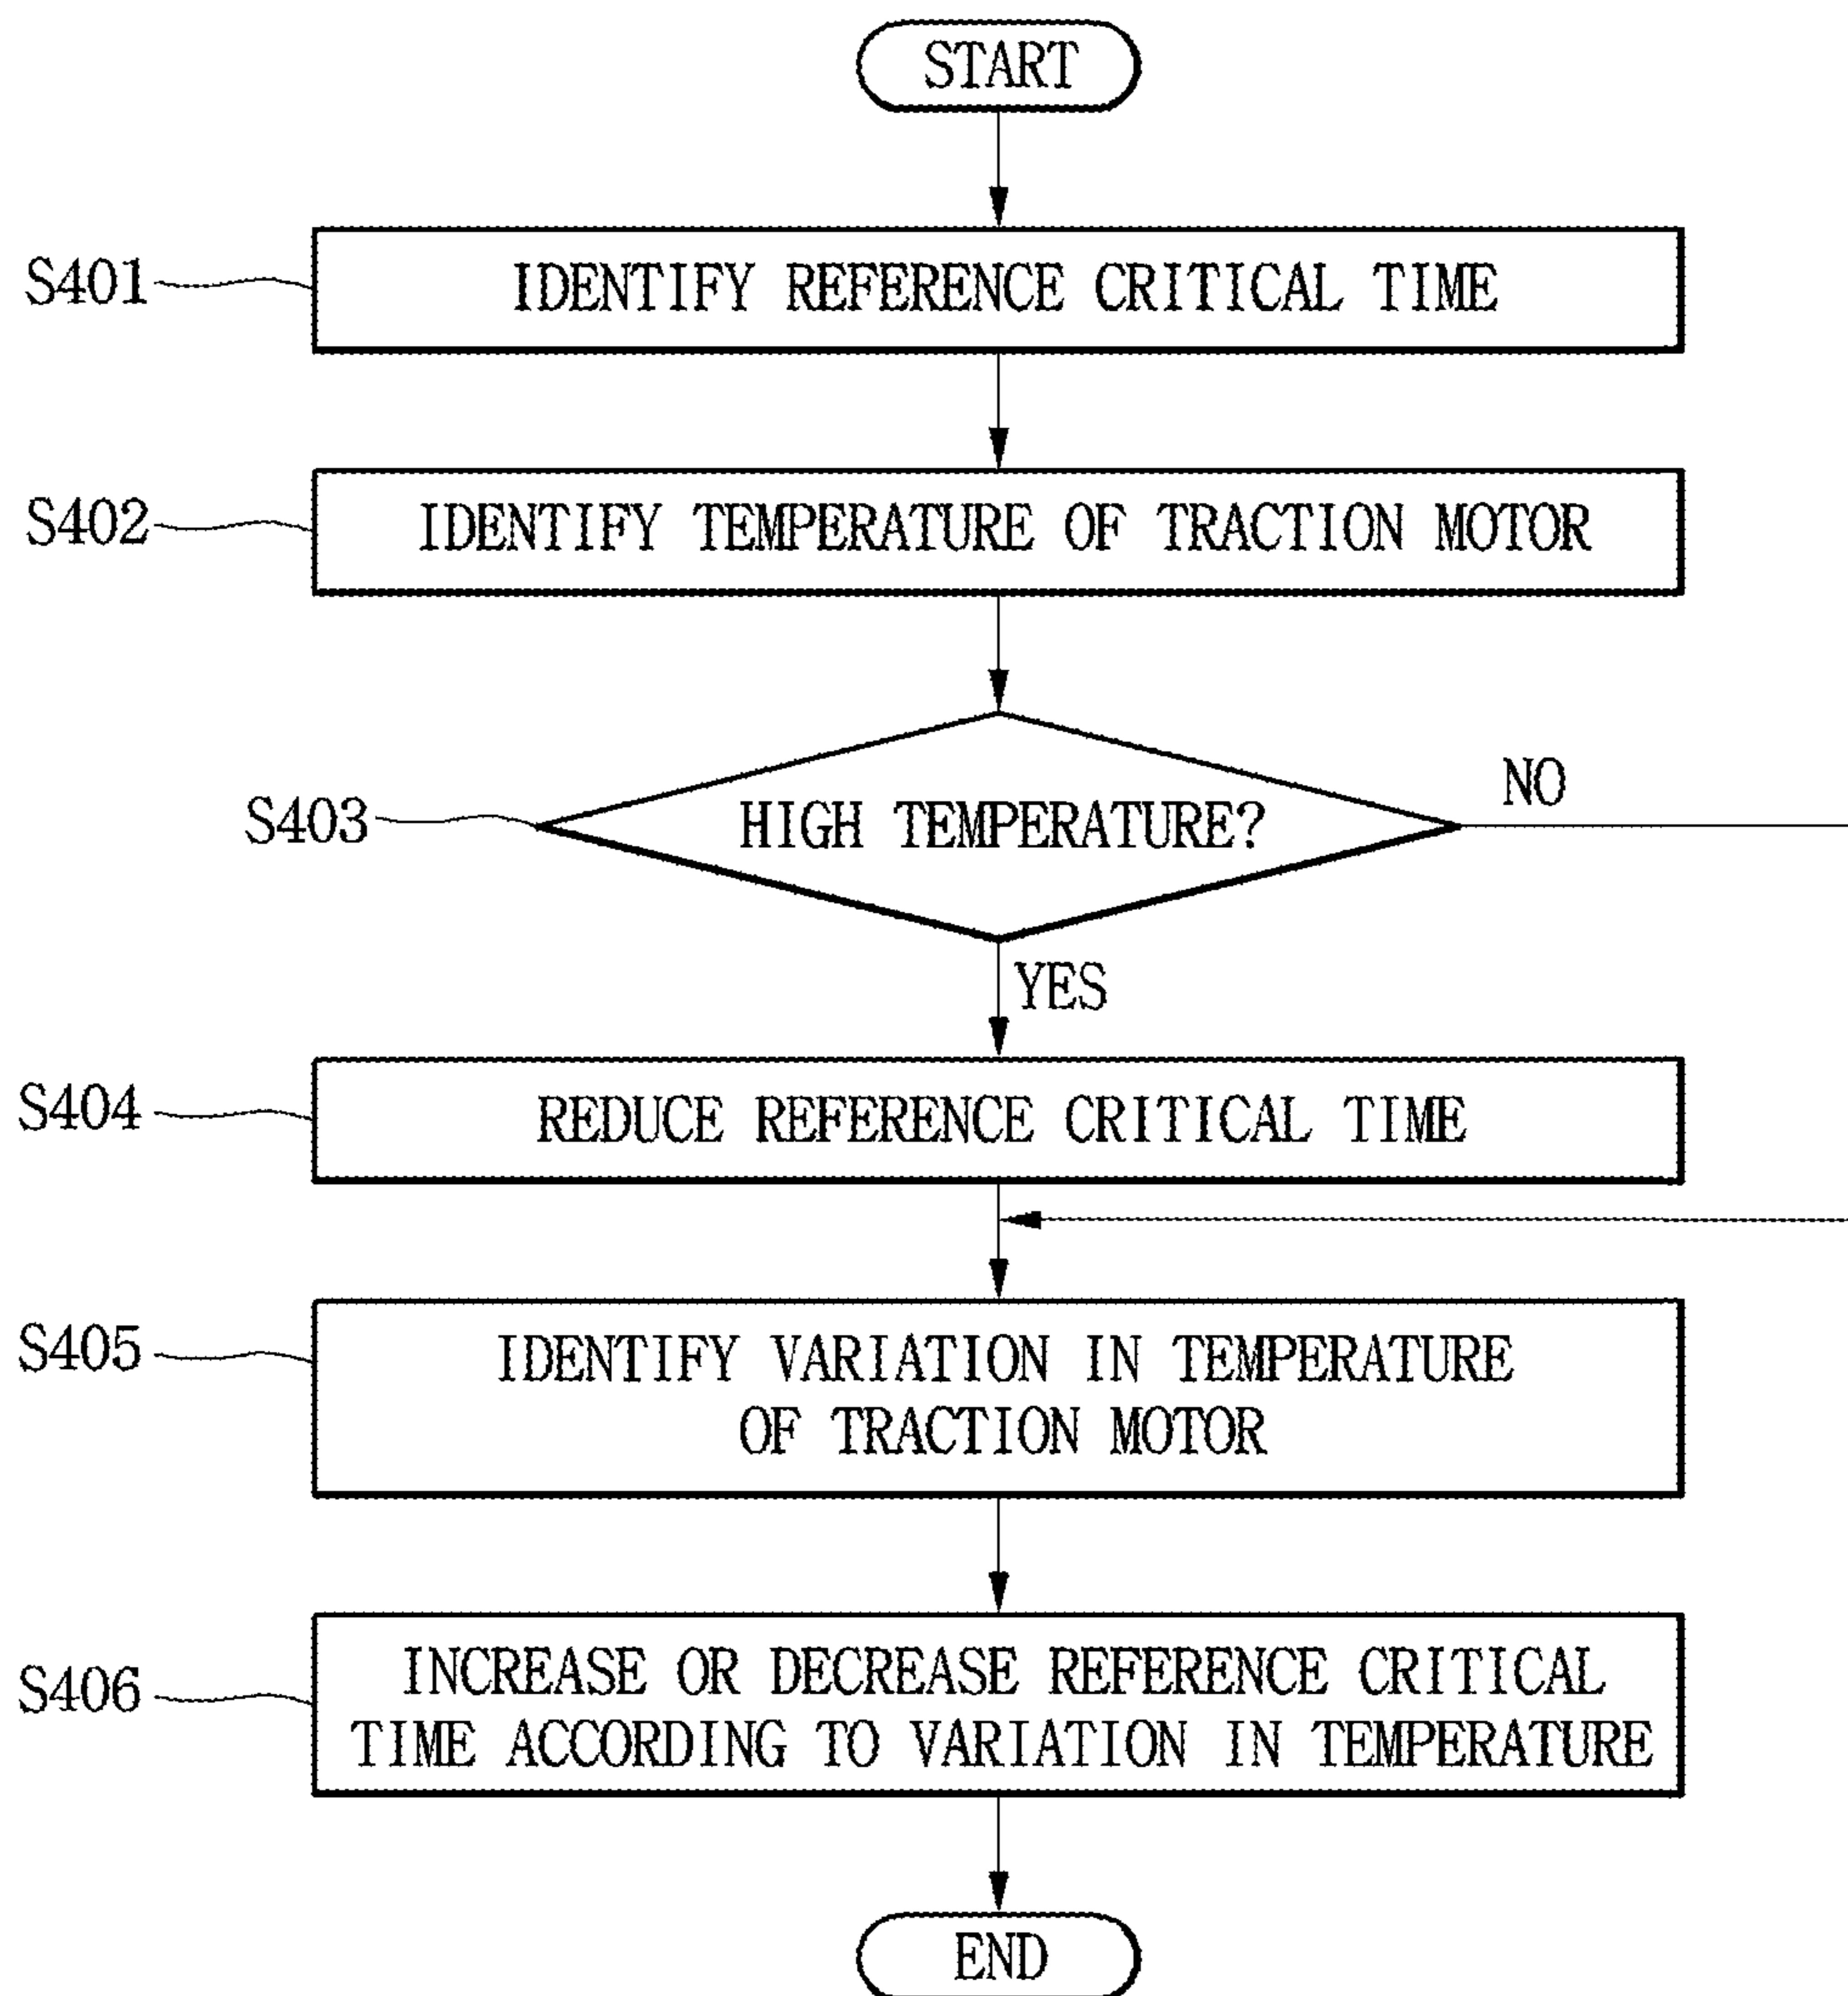 START
S401
IDENTIFY REFERENCE CRITICAL TIME
S402
IDENTIFY TEMPERATURE OF TRACTION MOTOR
S403
HIGH TEMPERATURE?
NO
YES
S404
REDUCE REFERENCE CRITICAL TIME
S405
IDENTIFY VARIATION IN TEMPERATURE
OF TRACTION MOTOR
S406
INCREASE OR DECREASE REFERENCE CRITICAL
TIME ACCORDING TO VARIATION IN TEMPERATURE
END